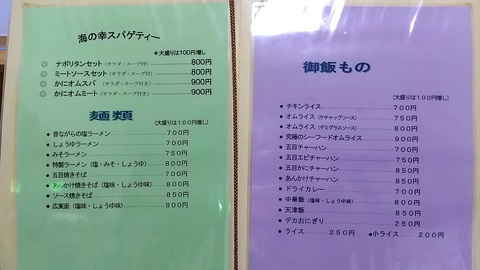 海の幸スパゲティー
＊大盛りは100円増し
ナポリタンセット（サラダ・スープ付） 800円
ミートソースセット（サラダ・スープ付） 800円
かにオムスパ （サラダ・スープ付き） 900円
かにオムミート（サラダ・スープ付き） 900円
麺類
（大盛りは１００円増し）
● 昔ながらの塩ラーメン 700円
● しょうゆラーメン 700円
● みそラーメン 750円
● 特製ラーメン（塩・みそ・しょうゆ） 800円
● 五目焼きそば 700円
● あんかけ焼きそば（塩味・しょうゆ味） 850円
● ソース焼きそば 850円
● 広東面（塩味・しょうゆ味） 800円
御飯もの
（大盛りは１００円増し）
● チキンライス 700円
● オムライス（ケチャップソース） 750円
● オムライス（デミグラスソース） 800円
● 究極のシーフードオムライス 900円
● 五目チャーハン 700円
● 五目エビチャーハン 750円
● 五目かにチャーハン 850円
● あんかけチャーハン 850円
● ドライカレー 700円
● 中華飯（塩味・しょうゆ味） 800円
● 天津飯 850円
● デカおにぎり 850円
● ライス 250円 ●小ライス 200円